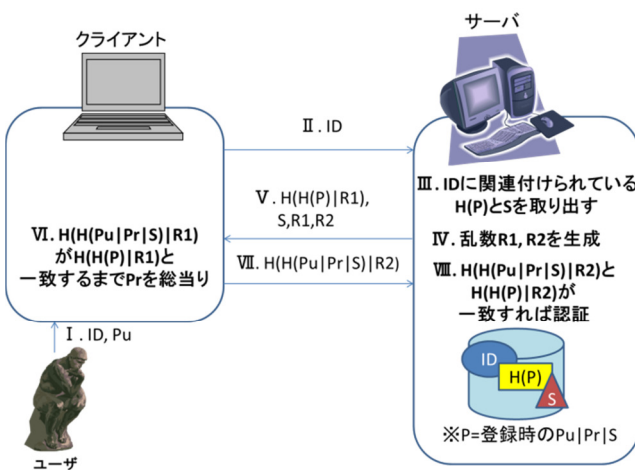 クライアント
サーバ
Ⅱ. ID
Ⅲ. IDに関連付けられている
H(P)とSを取り出す
Ⅴ. H(H(P)|R1),
S,R1,R2
Ⅳ. 乱数R1, R2を生成
Ⅵ. H(H(Pu|Pr|S)|R1)
がH(H(P)|R1)と
一致するまでPrを総当り
Ⅶ. H(H(Pu|Pr|S)|R2)
Ⅷ. H(H(Pu|Pr|S)|R2)と
H(H(P)|R2)が
一致すれば認証
Ⅰ. ID, Pu
ID
H(P)
S
※P=登録時のPu|Pr|S
ユーザ